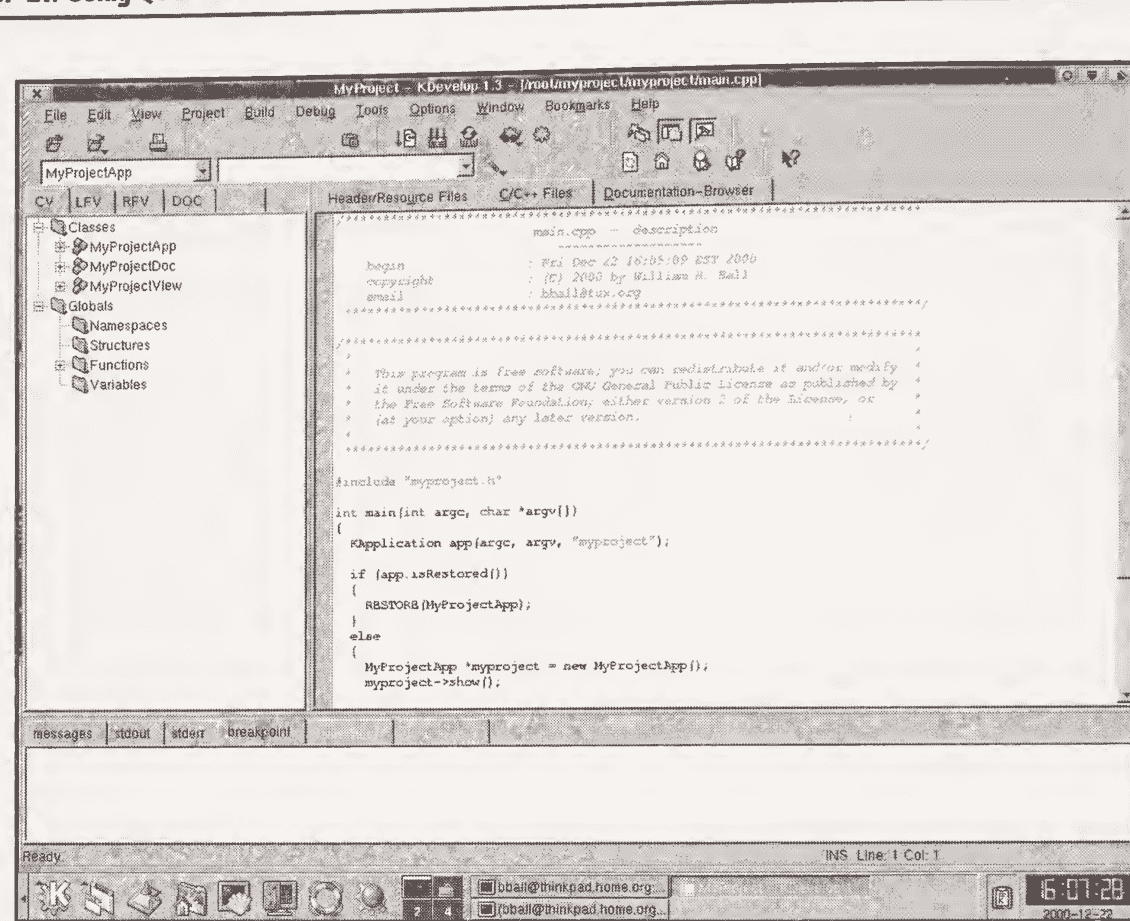 Using
MyProject – KDevelop 1.3 – [/root/myproject/myproject/main.cpp]
File Edit View Project Build Debug Tools Options Window Bookmarks Help
MyProjectApp
CV LFV RFV DOC
Header/Resource Files C/C++ Files Documentation-Browser
Classes
MyProjectApp
MyProjectDoc
MyProjectView
Globals
Namespaces
Structures
Functions
Variables
main.cpp - description
begin : Fri Dec 22 16:05:09 EST 2000
copyright : (C) 2000 by William H. Ball
email : bball@tux.org
This program is free software; you can redistribute it and/or modify
it under the terms of the GNU General Public License as published by
the Free Software Foundation; either version 2 of the License, or
(at your option) any later version.
#include "myproject.h"
int main(int argc, char *argv[])
{
KApplication app(argc, argv, "myproject");
if (app.isRestored())
{
RESTORE(MyProjectApp);
}
else
{
MyProjectApp *myproject = new MyProjectApp();
myproject->show();
messages stdout stderr breakpoint
Ready. INS Line: 1 Col: 1
2 4
bball@thinkpad.home.org:...
[bball@thinkpad.home.org...
16:07:28
2000-12-22